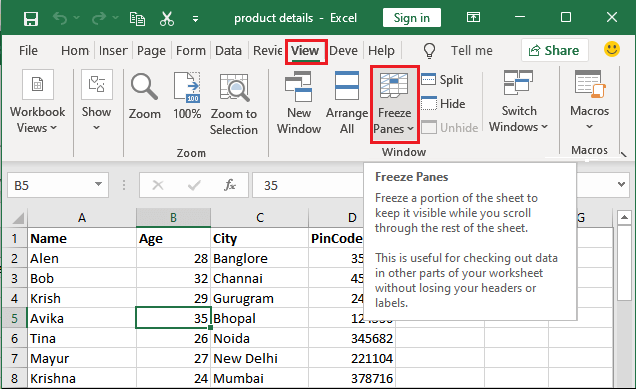 product details - Excel
Sign in
File Hom Inser Page Form Data Revie View Deve Help Tell me Share
Workbook Views
Show
Zoom
100%
Zoom to Selection
Zoom
New Window
Arrange All
Freeze Panes
Split
Hide
Unhide
Switch Windows
Window
Macros
Macros
B5 fx 35
Freeze Panes
Freeze a portion of the sheet to
keep it visible while you scroll
through the rest of the sheet.
This is useful for checking out data
in other parts of your worksheet
without losing your headers or
labels.
A B C D G
1 Name Age City PinCode
2 Alen 28 Banglore 35
3 Bob 32 Channai 45
4 Krish 29 Gurugram 24
5 Avika 35 Bhopal
6 Tina 26 Noida 345682
7 Mayur 27 New Delhi 221104
8 Krishna 24 Mumbai 378716